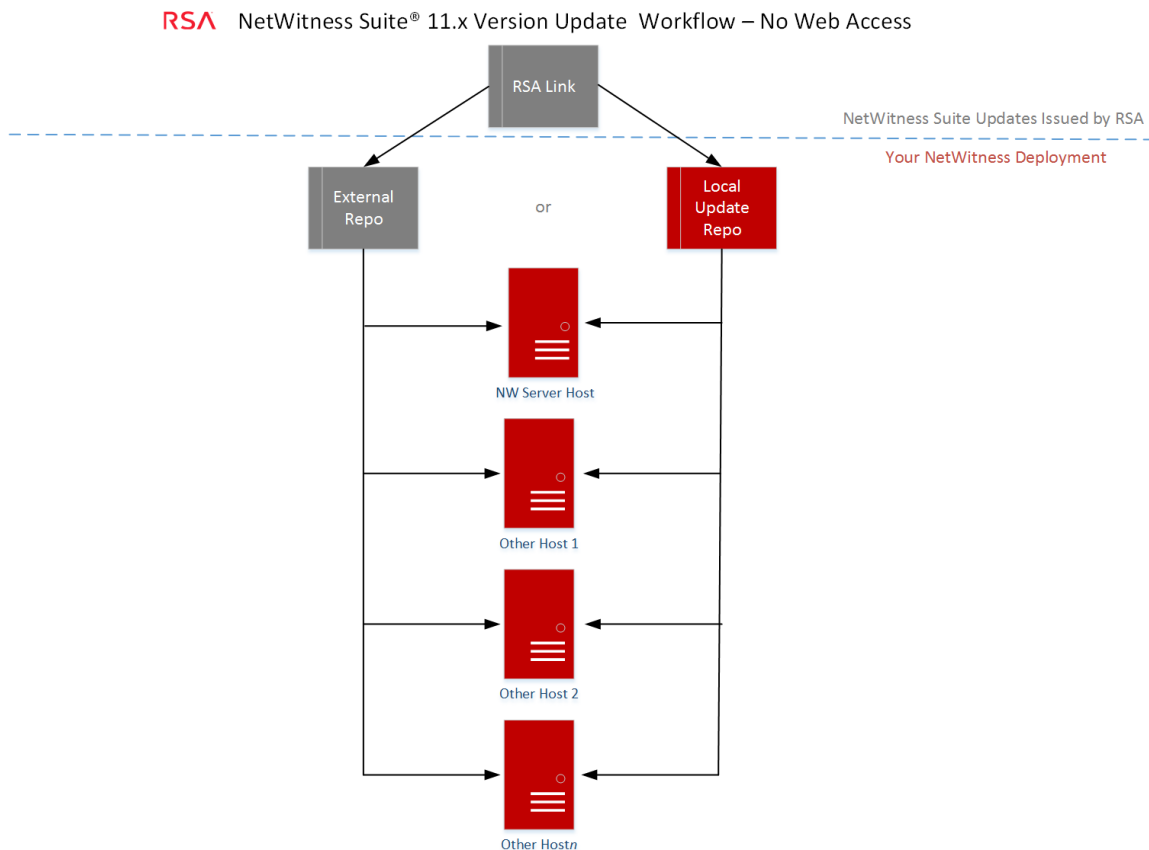 RSA NetWitness Suite® 11.x Version Update Workflow – No Web Access
RSA Link
NetWitness Suite Updates Issued by RSA
Your NetWitness Deployment
External
Repo
or
Local
Update
Repo
NW Server Host
Other Host 1
Other Host 2
Other Hostn